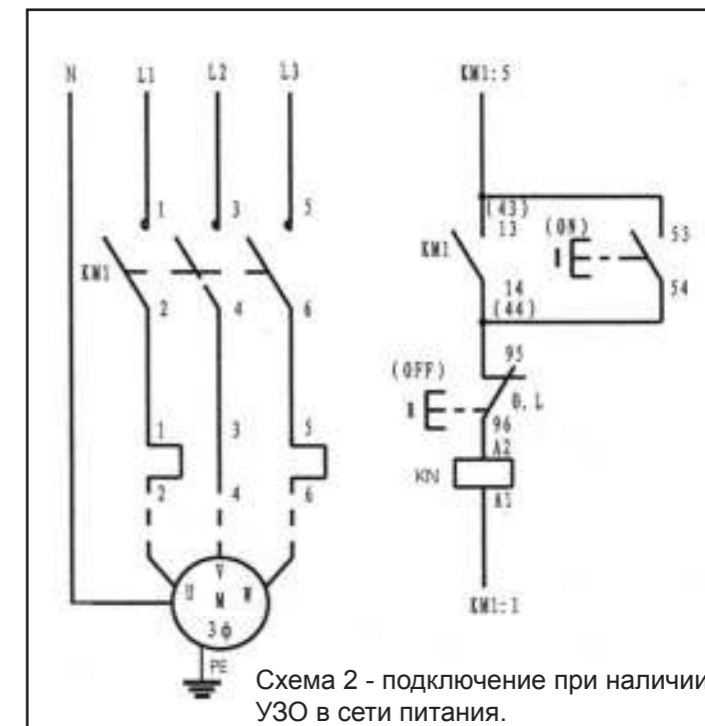 N L1 L2 L3 KM1:5
1 3 5
(43)
13 (ON) 53
KM1 KM1 I
14 54
2 4 6 (44)
95
(OFF)
1 3 5 O.L
96
A2
2 4 6 KN
A1
V
U M W KM1:1
3ф
PE
Схема 2 - подключение при наличии
УЗО в сети питания.